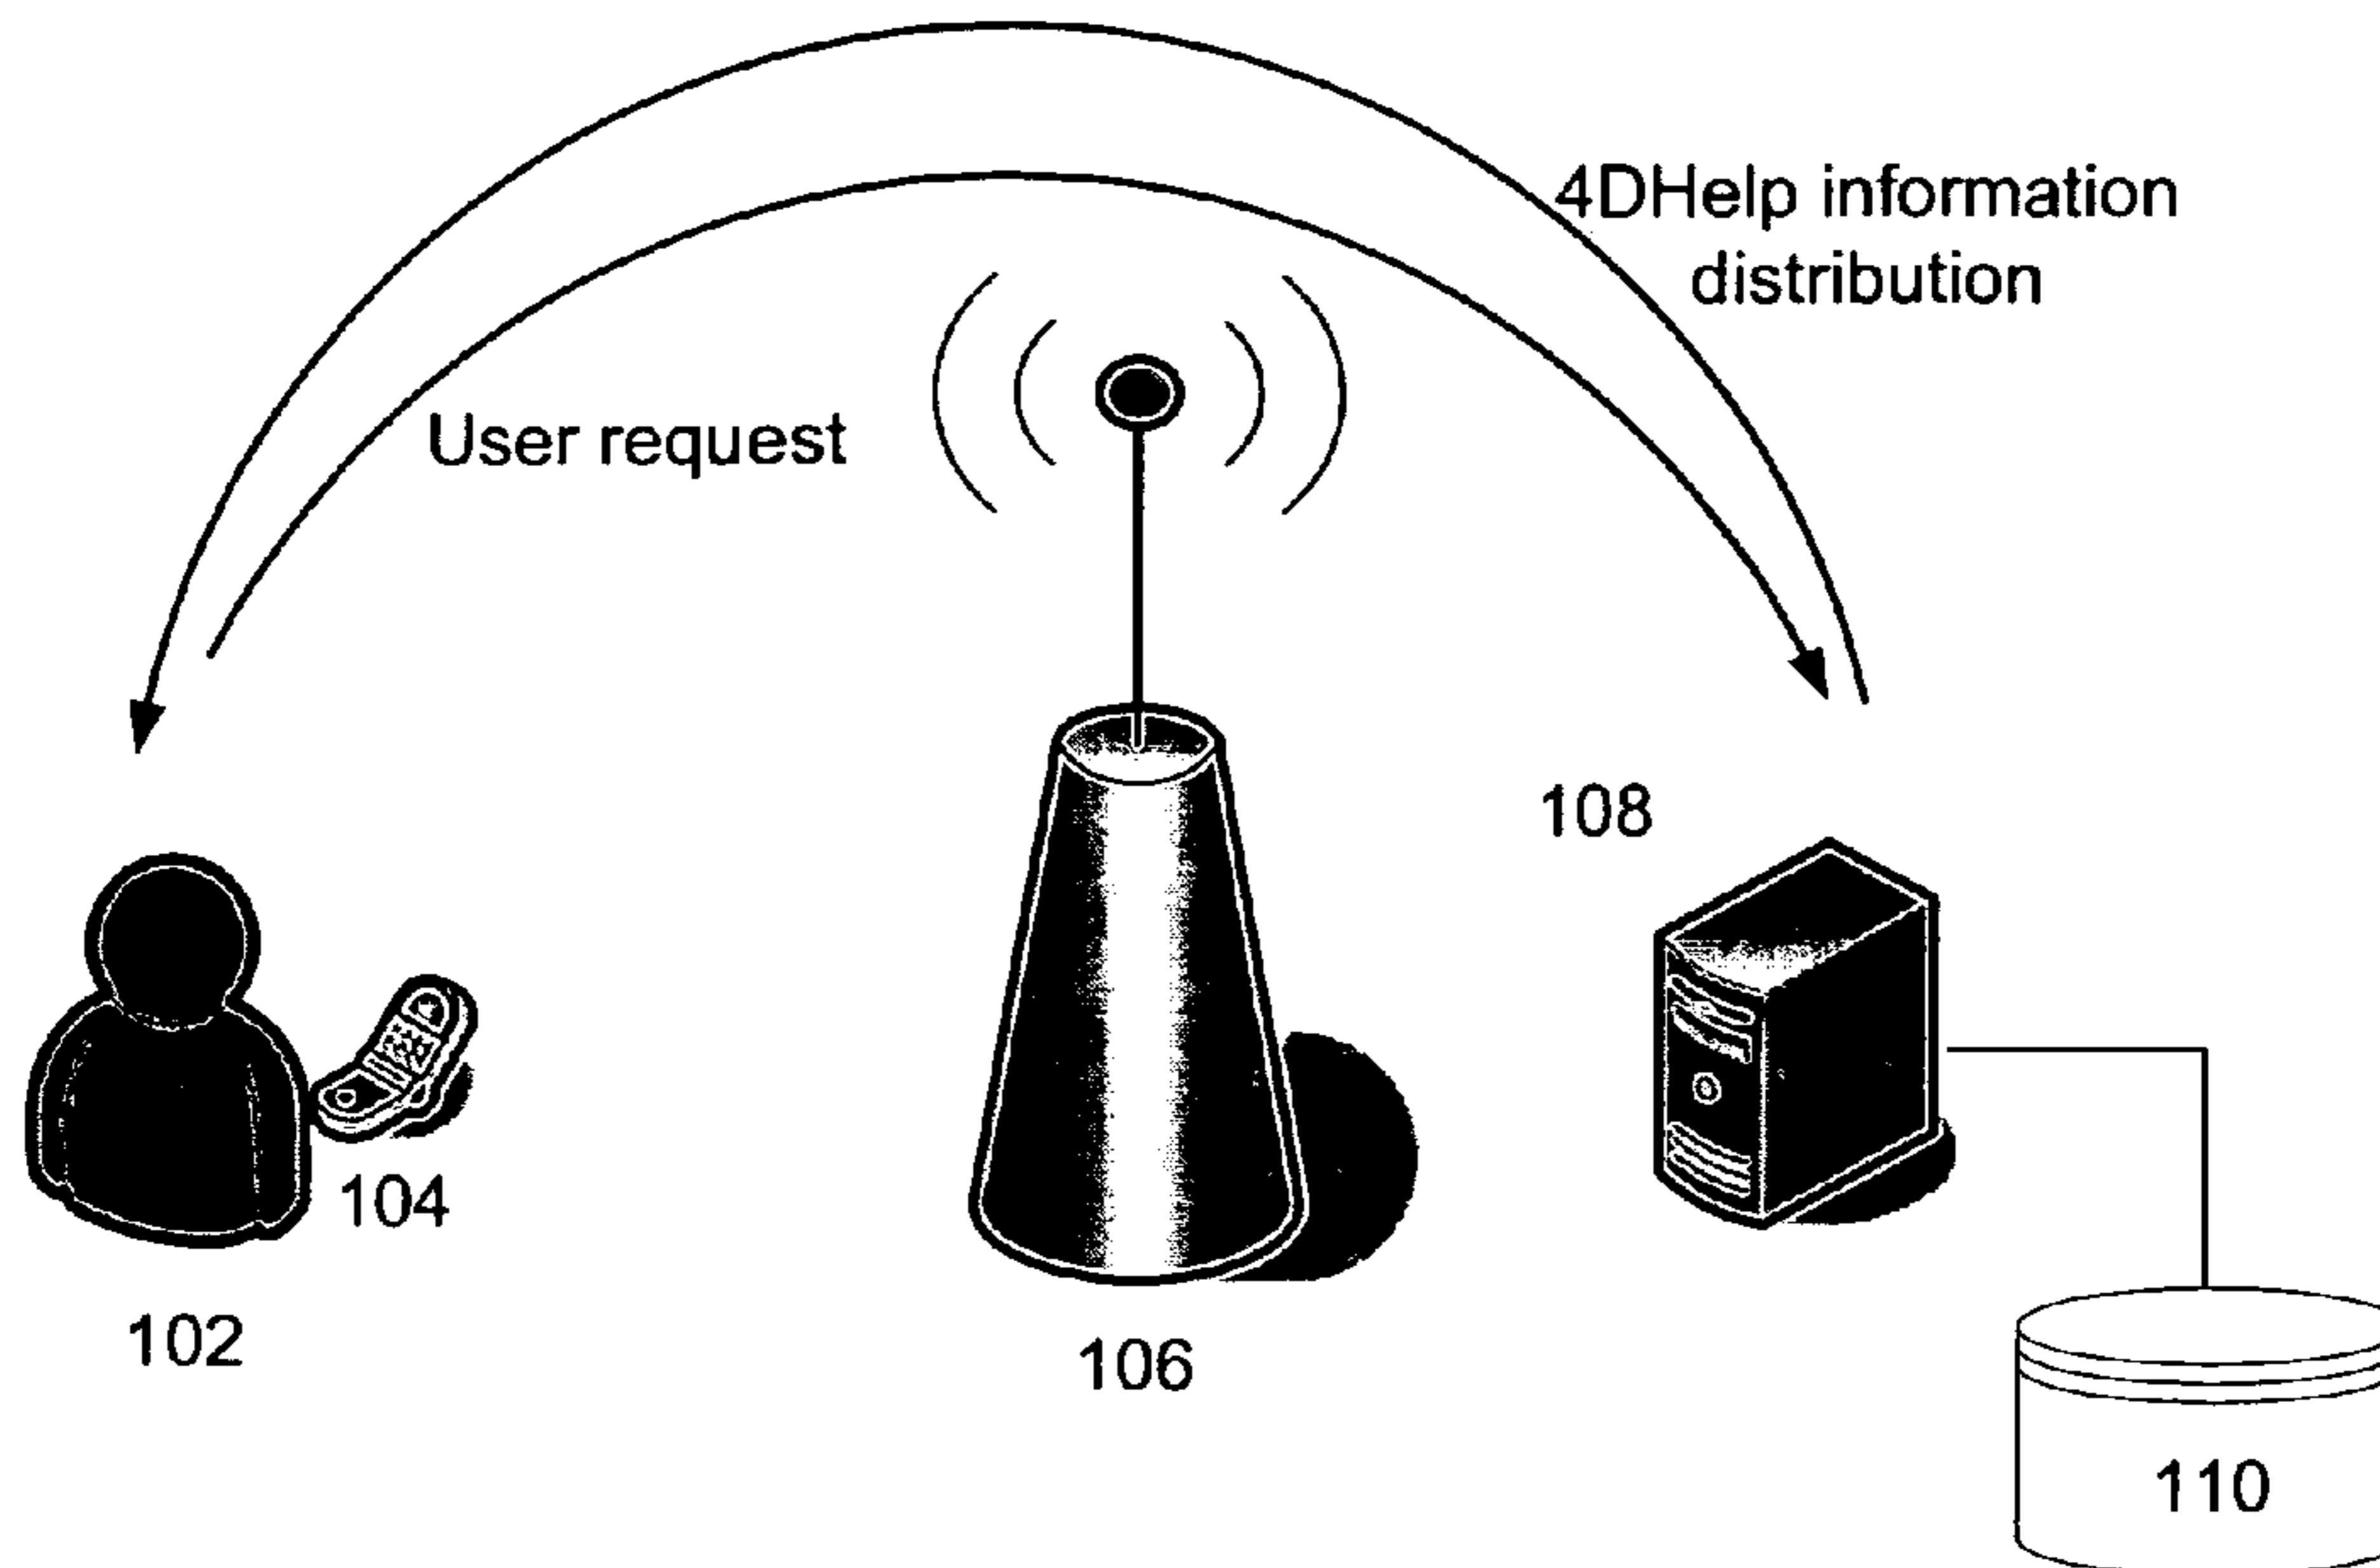 4DHelp information
distribution
User request
108
104
102
106
110